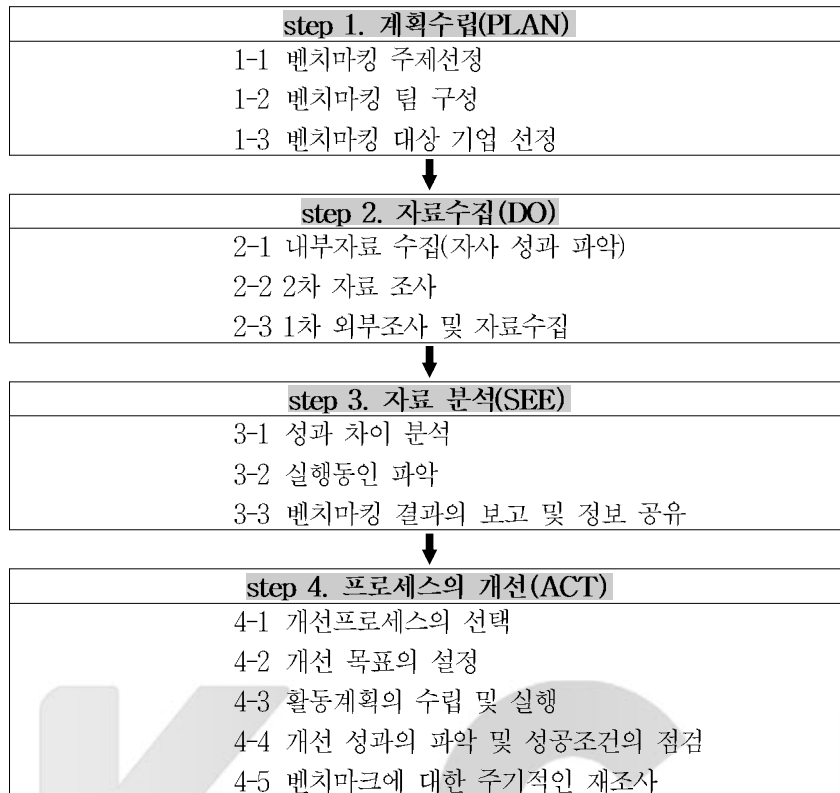 step 1. 계획수립(PLAN)
1-1 벤치마킹 주제선정
1-2 벤치마킹 팀 구성
1-3 벤치마킹 대상 기업 선정
step 2. 자료수집(DO)
2-1 내부자료 수집(자사 성과 파악)
2-2 2차 자료 조사
2-3 1차 외부조사 및 자료수집
step 3. 자료 분석(SEE)
3-1 성과 차이 분석
3-2 실행동인 파악
3-3 벤치마킹 결과의 보고 및 정보 공유
step 4. 프로세스의 개선(ACT)
4-1 개선프로세스의 선택
4-2 개선 목표의 설정
4-3 활동계획의 수립 및 실행
4-4 개선 성과의 파악 및 성공조건의 점검
4-5 벤치마크에 대한 주기적인 재조사